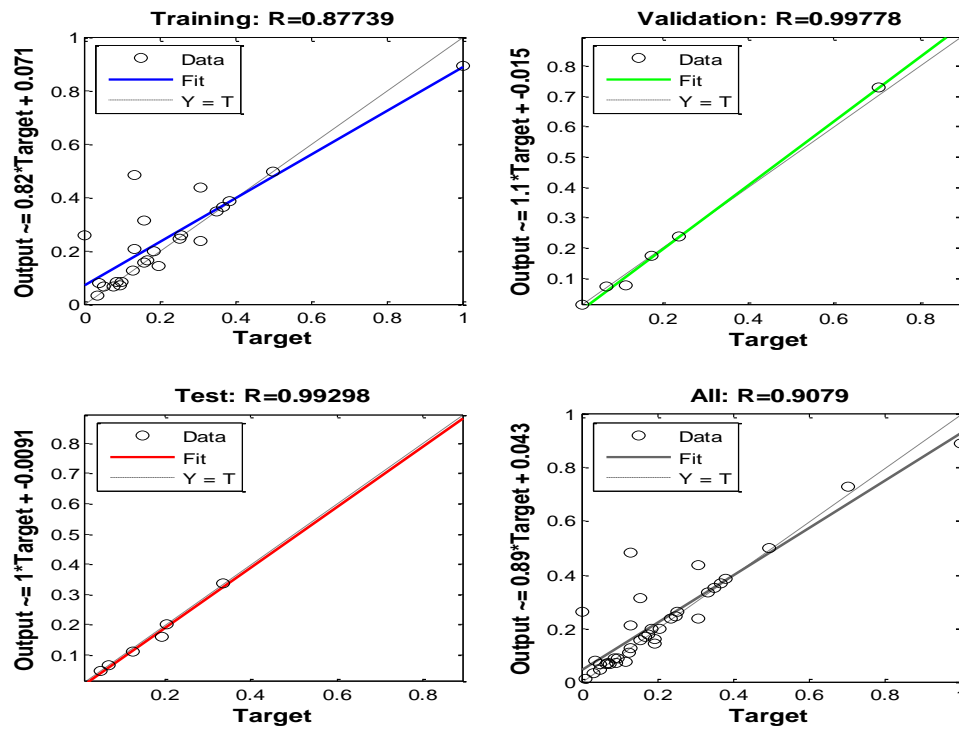 Training: R=0.87739
Output ~= 0.82*Target + 0.071
1
0.8
0.6
0.4
0.2
0
Data
Fit
Y = T
0
0.2
0.4
0.6
0.8
1
Target
Validation: R=0.99778
Output ~= 1.1*Target + -0.015
0.8
0.7
0.6
0.5
0.4
0.3
0.2
0.1
Data
Fit
Y = T
0.2
0.4
0.6
0.8
Target
Test: R=0.99298
Output ~= 1*Target + -0.0091
0.8
0.7
0.6
0.5
0.4
0.3
0.2
0.1
Data
Fit
Y = T
0.2
0.4
0.6
0.8
Target
All: R=0.9079
Output ~= 0.89*Target + 0.043
1
0.8
0.6
0.4
0.2
0
Data
Fit
Y = T
0
0.2
0.4
0.6
0.8
1
Target